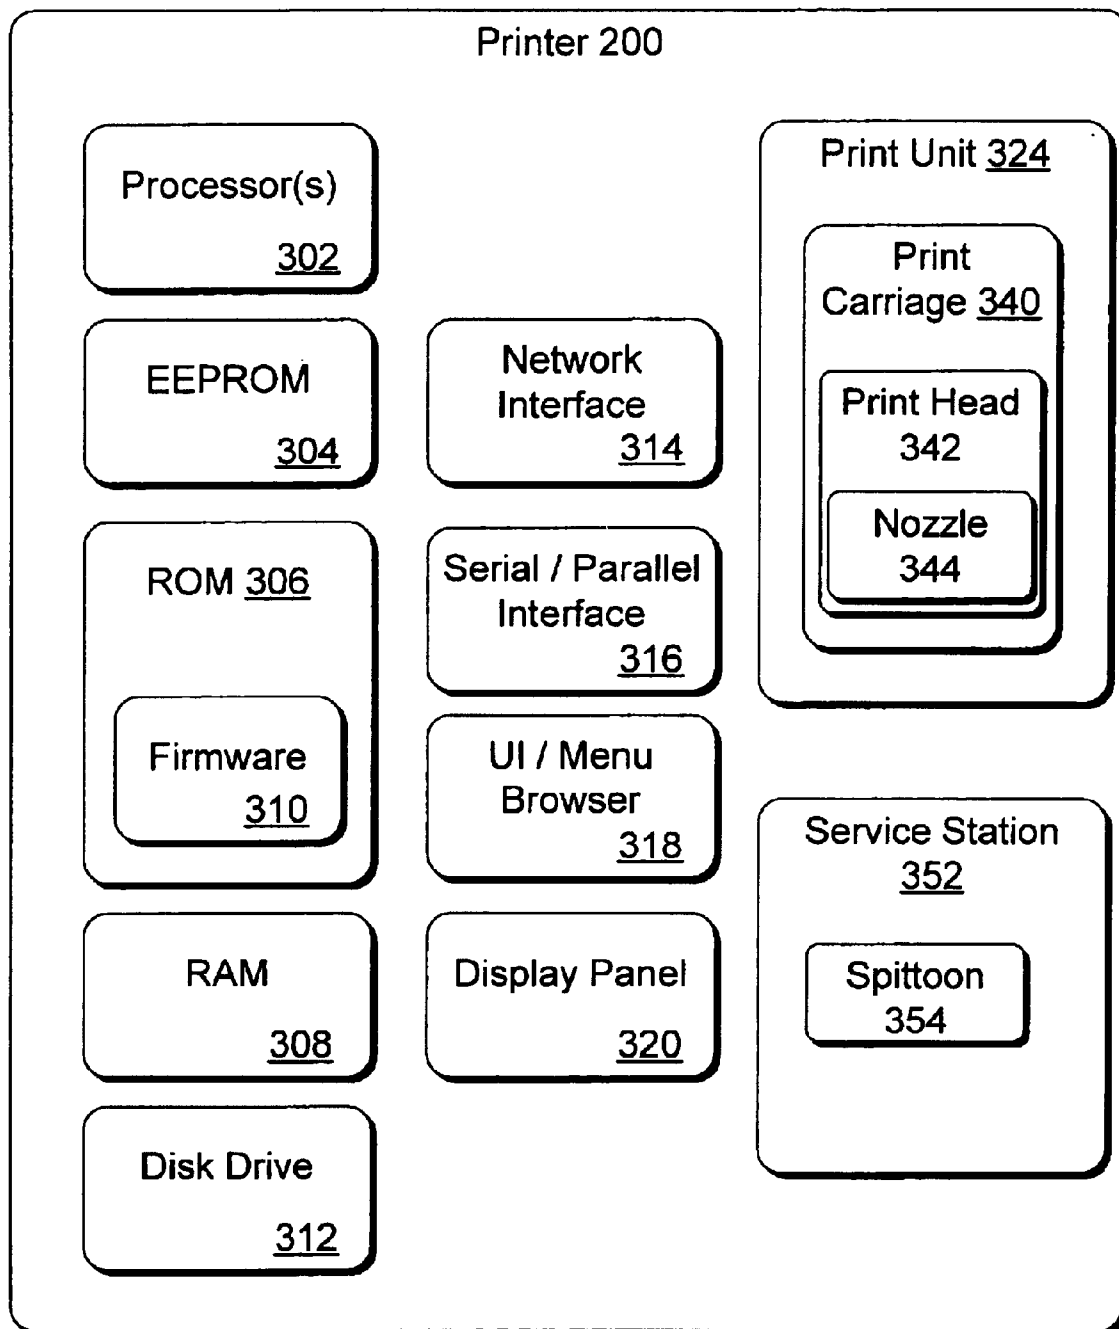 Printer 200
Processor(s)
302
EEPROM
304
ROM 306
Firmware
310
RAM
308
Disk Drive
312
Network
Interface
314
Serial / Parallel
Interface
316
UI / Menu
Browser
318
Display Panel
320
Print Unit 324
Print
Carriage 340
Print Head
342
Nozzle
344
Service Station
352
Spittoon
354